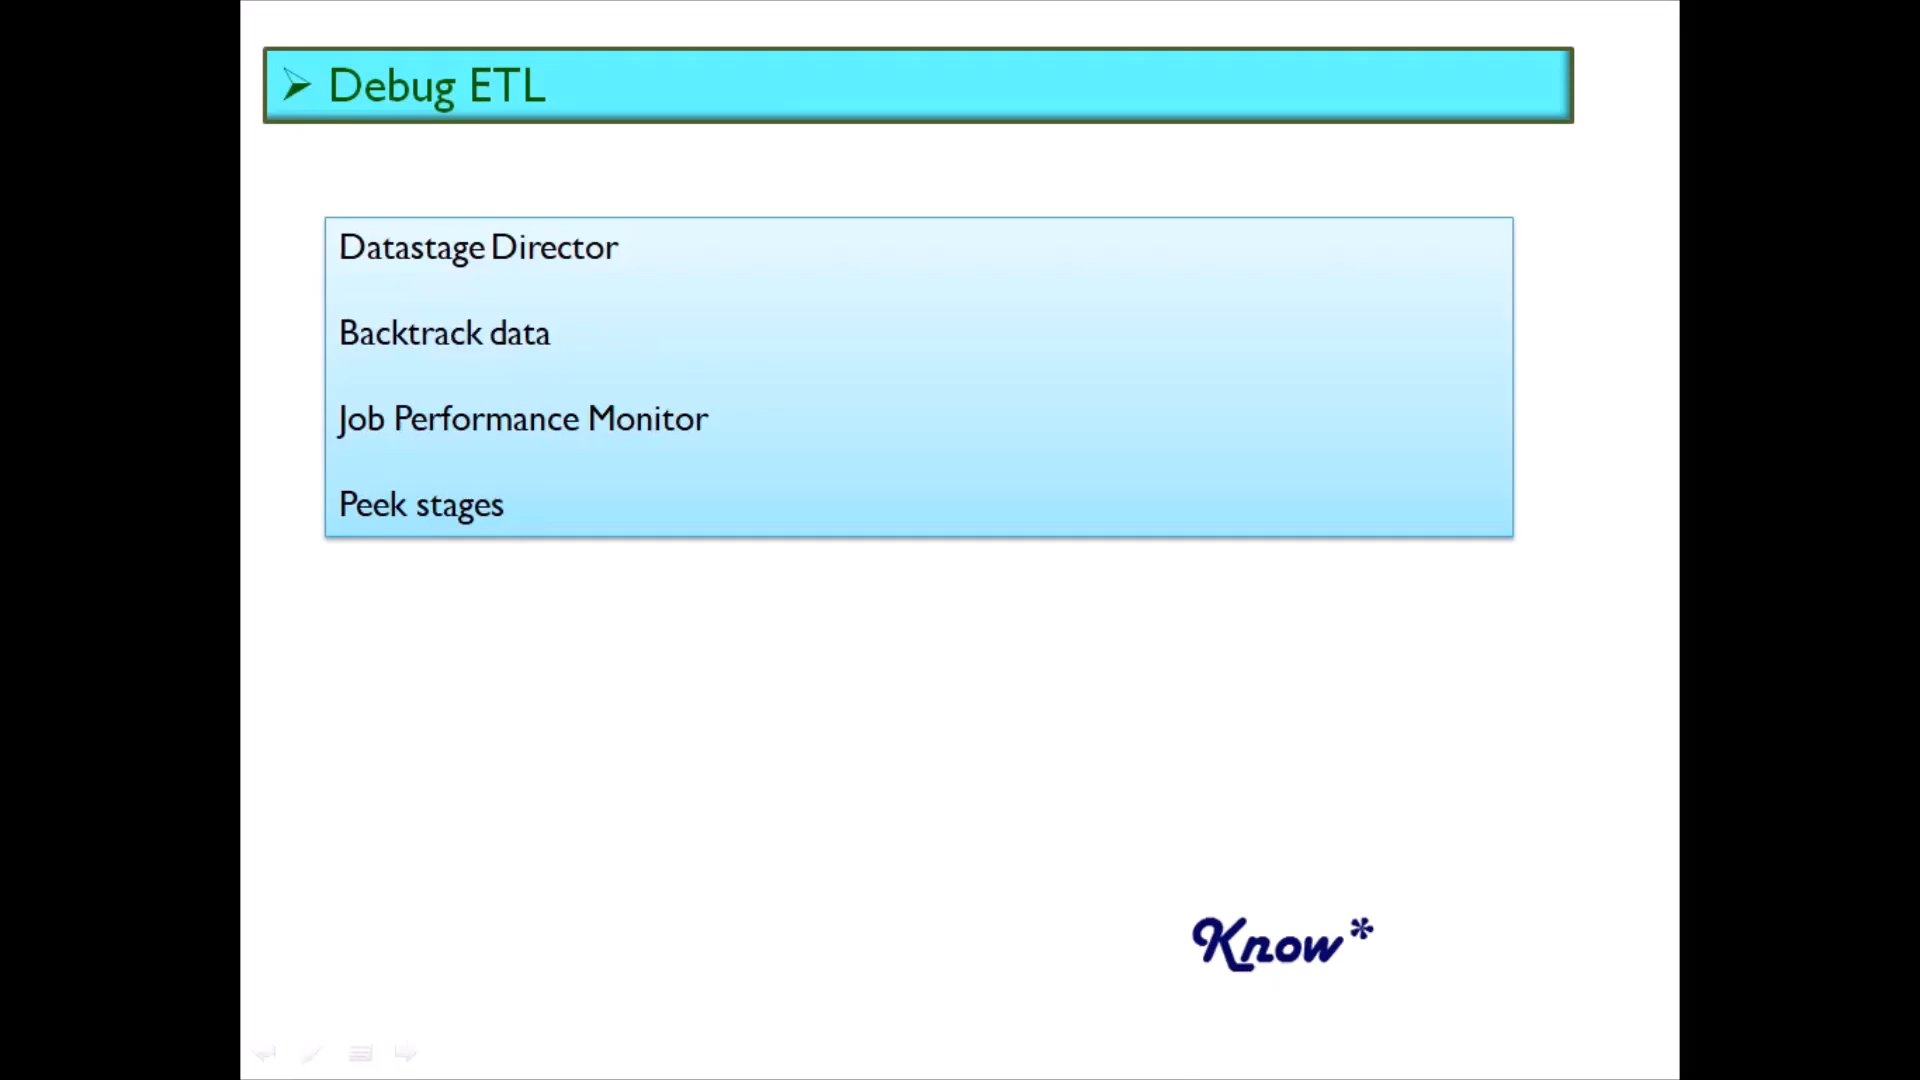 Debug ETL
Datastage Director
Backtrack data
Job Performance Monitor
Peek stages
Know*